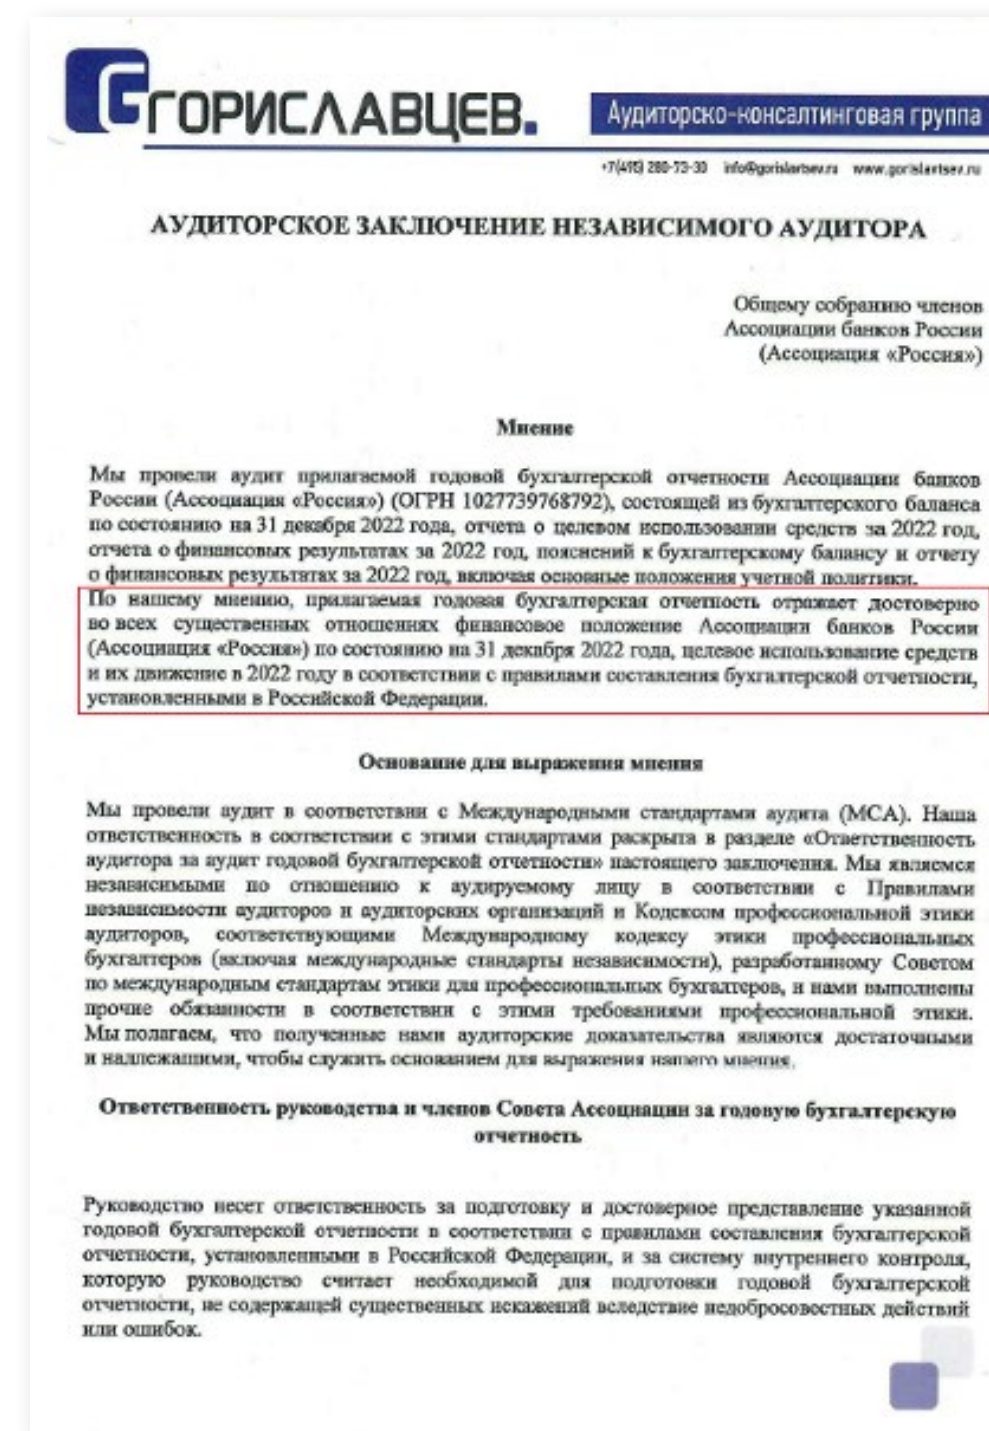 ГОРИСЛАВЦЕВ.
Аудиторско-консалтинговая группа
+7(495) 280-73-30 info@gorislavtsev.ru www.gorislavtsev.ru
АУДИТОРСКОЕ ЗАКЛЮЧЕНИЕ НЕЗАВИСИМОГО АУДИТОРА
Общему собранию членов
Ассоциации банков России
(Ассоциация «Россия»)
Мнение
Мы провели аудит прилагаемой годовой бухгалтерской отчетности Ассоциации банков
России (Ассоциация «Россия») (ОГРН 1027739768792), состоящей из бухгалтерского баланса
по состоянию на 31 декабря 2022 года, отчета о целевом использовании средств за 2022 год,
отчета о финансовых результатах за 2022 год, пояснений к бухгалтерскому балансу и отчету
о финансовых результатах за 2022 год, включая основные положения учетной политики.
По нашему мнению, прилагаемая годовая бухгалтерская отчетность отражает достоверно
во всех существенных отношениях финансовое положение Ассоциации банков России
(Ассоциация «Россия») по состоянию на 31 декабря 2022 года, целевое использование средств
и их движение в 2022 году в соответствии с правилами составления бухгалтерской отчетности,
установленными в Российской Федерации.
Основание для выражения мнения
Мы провели аудит в соответствии с Международными стандартами аудита (МСА). Наша
ответственность в соответствии с этими стандартами раскрыта в разделе «Ответственность
аудитора за аудит годовой бухгалтерской отчетности» настоящего заключения. Мы являемся
независимыми по отношению к аудируемому лицу в соответствии с Правилами
независимости аудиторов и аудиторских организаций и Кодексом профессиональной этики
аудиторов, соответствующими Международному кодексу этики профессиональных
бухгалтеров (включая международные стандарты независимости), разработанному Советом
по международным стандартам этики для профессиональных бухгалтеров, и нами выполнены
прочие обязанности в соответствии с этими требованиями профессиональной этики.
Мы полагаем, что полученные нами аудиторские доказательства являются достаточными
и надлежащими, чтобы служить основанием для выражения нашего мнения.
Ответственность руководства и членов Совета Ассоциации за годовую бухгалтерскую
отчетность
Руководство несет ответственность за подготовку и достоверное представление указанной
годовой бухгалтерской отчетности в соответствии с правилами составления бухгалтерской
отчетности, установленными в Российской Федерации, и за систему внутреннего контроля,
которую руководство считает необходимой для подготовки годовой бухгалтерской
отчетности, не содержащей существенных искажений вследствие недобросовестных действий
или ошибок.